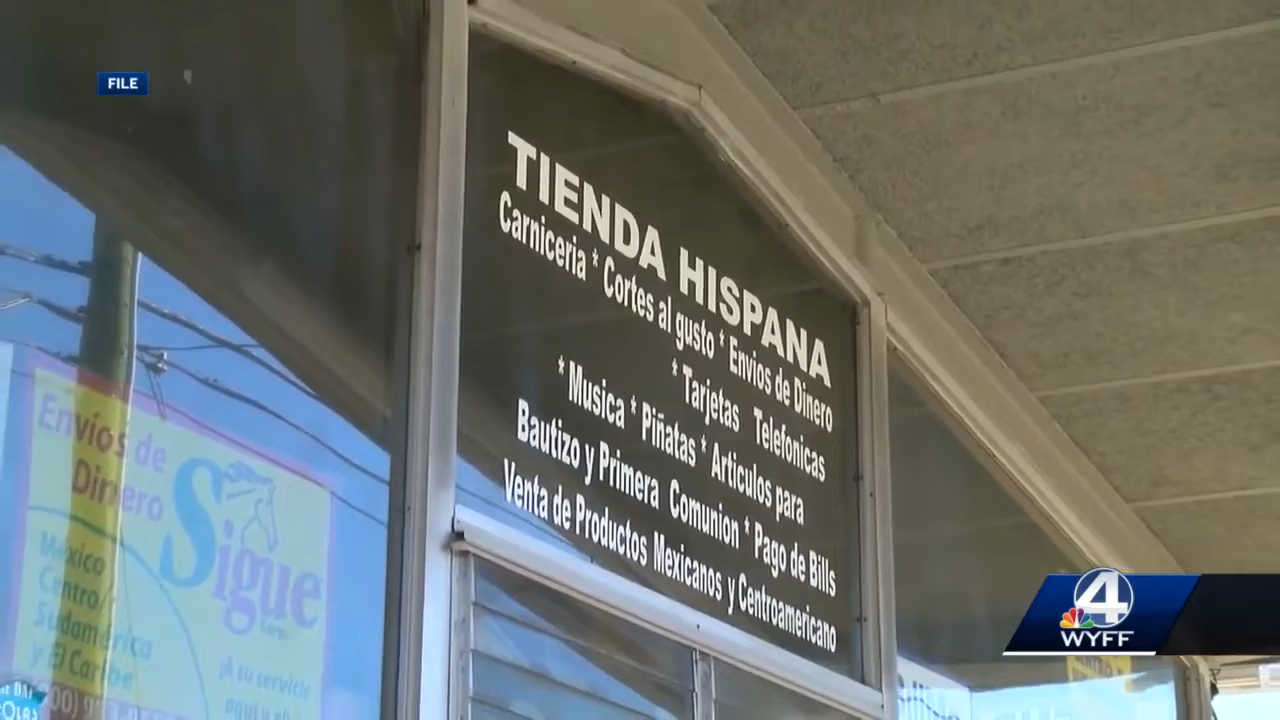 FILE
TIENDA HISPANA
Carniceria * Cortes al gusto * Envios de Dinero
* Tarjetas Telefonicas
* Musica * Piñatas * Articulos para
Bautizo y Primera Comunion * Pago de Bills
Venta de Productos Mexicanos y Centroamericano
Envíos de
Dinero
Sigue
México
Centro/
Sudamérica
y El Caribe
¡A su servicio
aquí y
4
WYFF